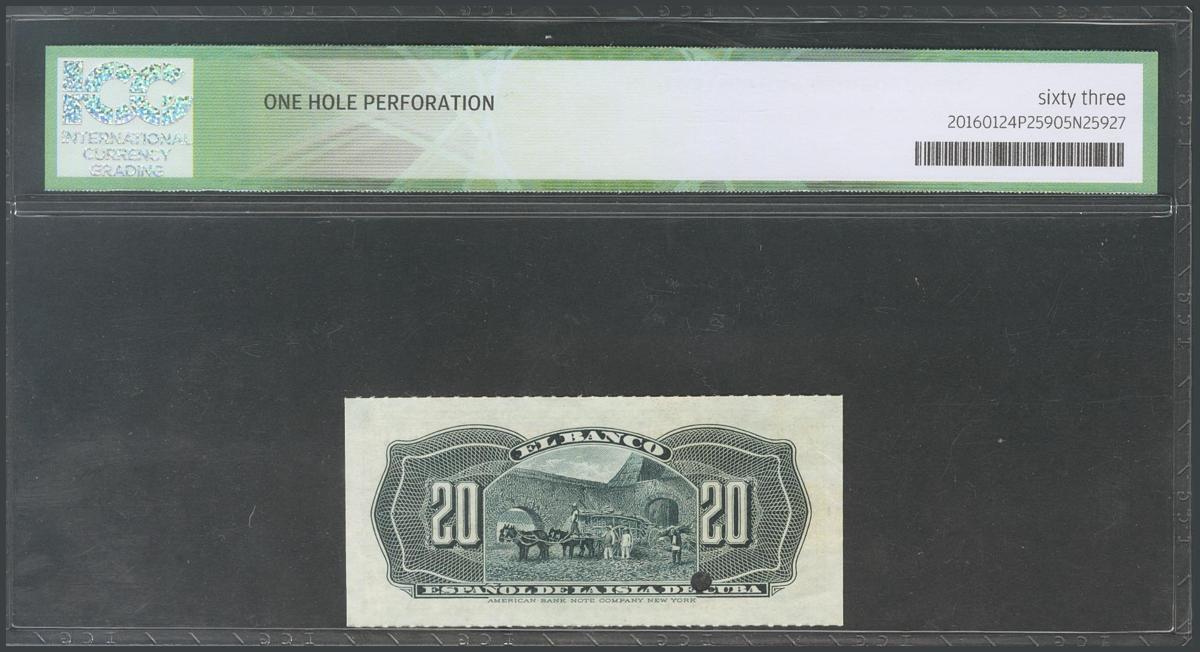 ICG
INTERNATIONAL
CURRENCY
GRADING
ONE HOLE PERFORATION
sixty three
20160124P25905N25927
EL BANCO
20
20
ESPAÑOL DE LA ISLA DE CUBA
AMERICAN BANK NOTE COMPANY NEW YORK